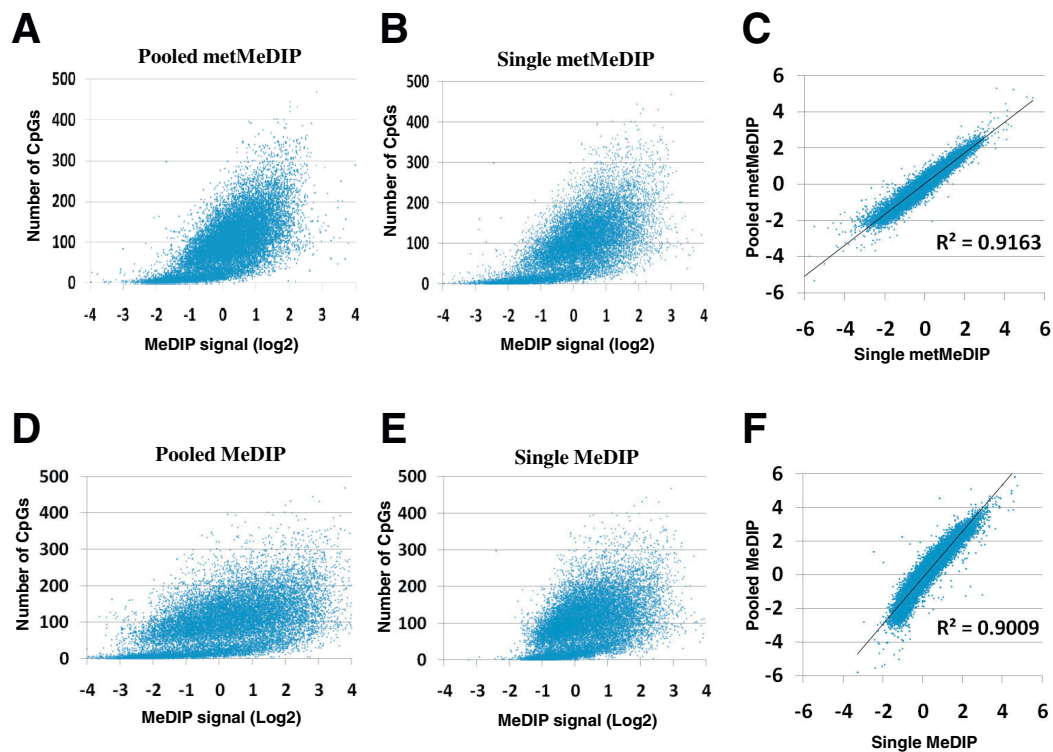 A
Pooled metMeDIP
Number of CpGs
500
400
300
200
100
0
-4 -3 -2 -1 0 1 2 3 4
MeDIP signal (log2)
B
Single metMeDIP
Number of CpGs
500
400
300
200
100
0
-4 -3 -2 -1 0 1 2 3 4
MeDIP signal (log2)
C
Pooled metMeDIP
6
4
2
0
-2
-4
-6
R² = 0.9163
-6 -4 -2 0 2 4 6
Single metMeDIP
D
Pooled MeDIP
Number of CpGs
500
400
300
200
100
0
-4 -3 -2 -1 0 1 2 3 4
MeDIP signal (Log2)
E
Single MeDIP
Number of CpGs
500
400
300
200
100
0
-4 -3 -2 -1 0 1 2 3 4
MeDIP signal (Log2)
F
Pooled MeDIP
6
4
2
0
-2
-4
-6
R² = 0.9009
-6 -4 -2 0 2 4 6
Single MeDIP